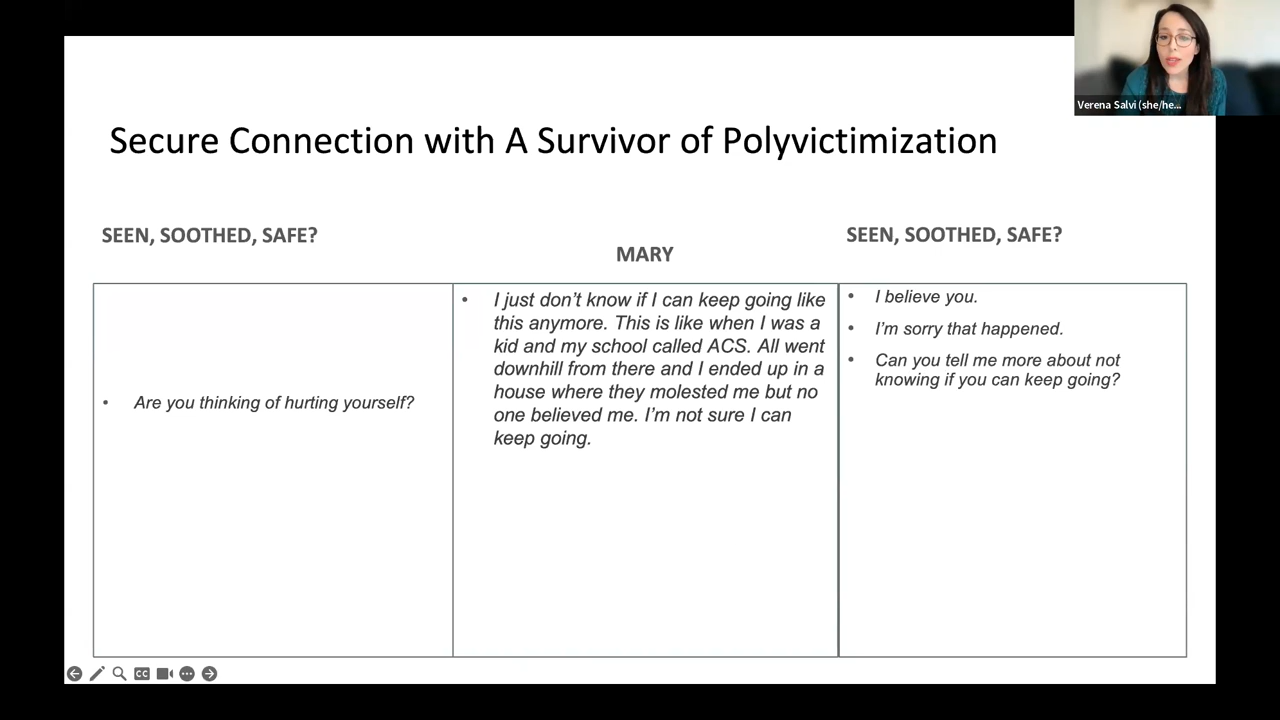 Verena Salvi (she/he...
Secure Connection with A Survivor of Polyvictimization
SEEN, SOOTHED, SAFE?
• Are you thinking of hurting yourself?
MARY
• I just don't know if I can keep going like
this anymore. This is like when I was a
kid and my school called ACS. All went
downhill from there and I ended up in a
house where they molested me but no
one believed me. I'm not sure I can
keep going.
SEEN, SOOTHED, SAFE?
• I believe you.
• I'm sorry that happened.
• Can you tell me more about not
knowing if you can keep going?
CC